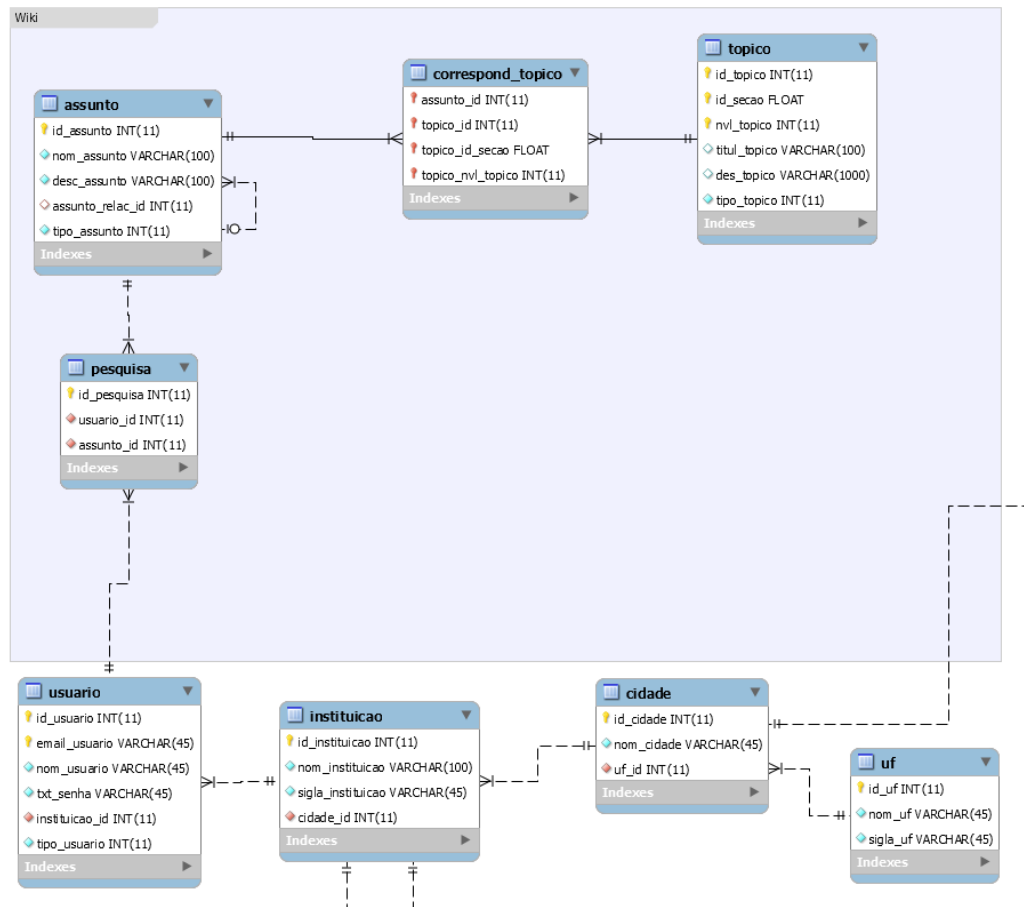 Wiki
assunto
id_assunto INT(11)
nom_assunto VARCHAR(100)
desc_assunto VARCHAR(100)
assunto_relac_id INT(11)
tipo_assunto INT(11)
Indexes
correspond_topico
assunto_id INT(11)
topico_id INT(11)
topico_id_secao FLOAT
topico_nvl_topico INT(11)
Indexes
topico
id_topico INT(11)
id_secao FLOAT
nvl_topico INT(11)
titul_topico VARCHAR(100)
des_topico VARCHAR(1000)
tipo_topico INT(11)
Indexes
pesquisa
id_pesquisa INT(11)
usuario_id INT(11)
assunto_id INT(11)
Indexes
usuario
id_usuario INT(11)
email_usuario VARCHAR(45)
nom_usuario VARCHAR(45)
txt_senha VARCHAR(45)
instituicao_id INT(11)
tipo_usuario INT(11)
Indexes
instituicao
id_instituicao INT(11)
nom_instituicao VARCHAR(100)
sigla_instituicao VARCHAR(45)
cidade_id INT(11)
Indexes
cidade
id_cidade INT(11)
nom_cidade VARCHAR(45)
uf_id INT(11)
Indexes
uf
id_uf INT(11)
nom_uf VARCHAR(45)
sigla_uf VARCHAR(45)
Indexes